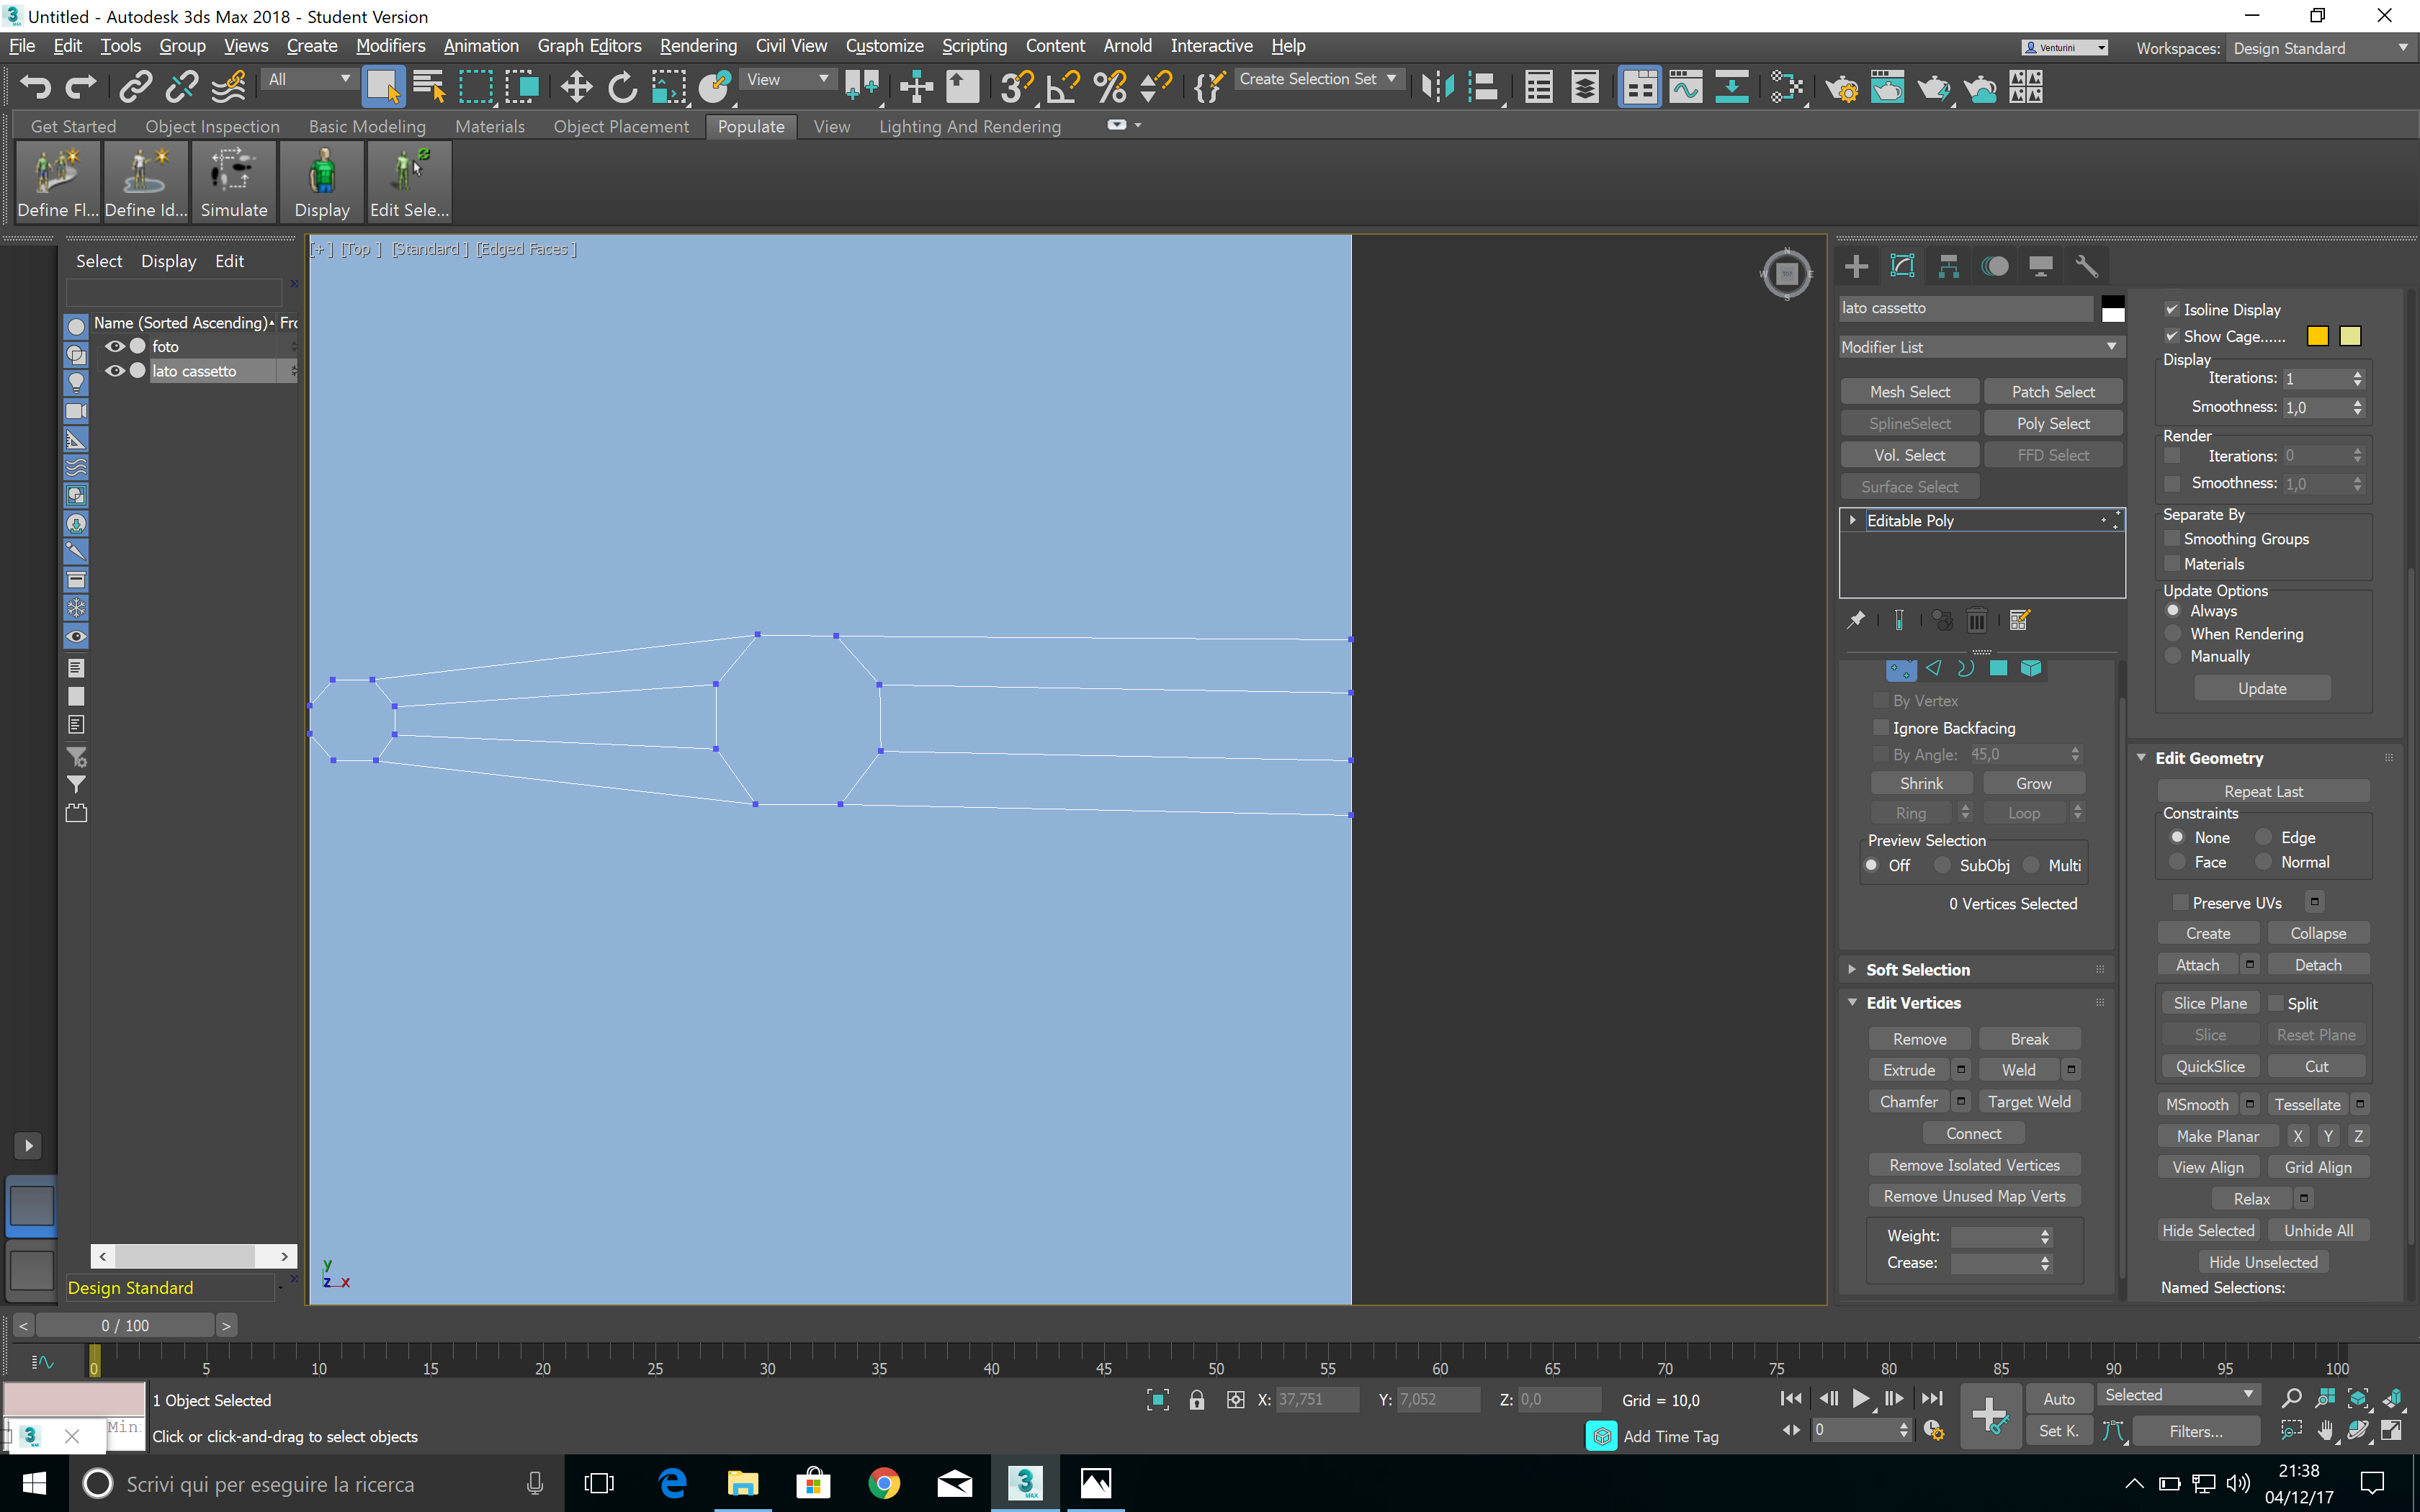 Untitled - Autodesk 3ds Max 2018 - Student Version
File Edit Tools Group Views Create Modifiers Animation Graph Editors Rendering Civil View Customize Scripting Content Arnold Interactive Help
Venturini Workspaces: Design Standard
All View Create Selection Set
Get Started Object Inspection Basic Modeling Materials Object Placement Populate View Lighting And Rendering
Define Fl... Define Id... Simulate Display Edit Sele...
Select Display Edit
[+] [Top ] [Standard ] [Edged Faces ]
Name (Sorted Ascending) Fro
foto
lato cassetto
Design Standard
N
W TOP E
S
y
z x
lato cassetto
Modifier List
Mesh Select Patch Select
SplineSelect Poly Select
Vol. Select FFD Select
Surface Select
Editable Poly
By Vertex
Ignore Backfacing
By Angle: 45,0
Shrink Grow
Ring Loop
Preview Selection
Off SubObj Multi
0 Vertices Selected
Soft Selection
Edit Vertices
Remove Break
Extrude Weld
Chamfer Target Weld
Connect
Remove Isolated Vertices
Remove Unused Map Verts
Weight:
Crease:
Isoline Display
Show Cage......
Display
Iterations: 1
Smoothness: 1,0
Render
Iterations: 0
Smoothness: 1,0
Separate By
Smoothing Groups
Materials
Update Options
Always
When Rendering
Manually
Update
Edit Geometry
Repeat Last
Constraints
None Edge
Face Normal
Preserve UVs
Create Collapse
Attach Detach
Slice Plane Split
Slice Reset Plane
QuickSlice Cut
MSmooth Tessellate
Make Planar X Y Z
View Align Grid Align
Relax
Hide Selected Unhide All
Hide Unselected
Named Selections:
< 0 / 100 >
0 5 10 15 20 25 30 35 40 45 50 55 60 65 70 75 80 85 90 95 100
1 Object Selected X: 37,751 Y: 7,052 Z: 0,0 Grid = 10,0 Auto Selected
Min
Click or click-and-drag to select objects Add Time Tag 0 Set K. Filters...
Scrivi qui per eseguire la ricerca
3 MAX
21:38
04/12/17